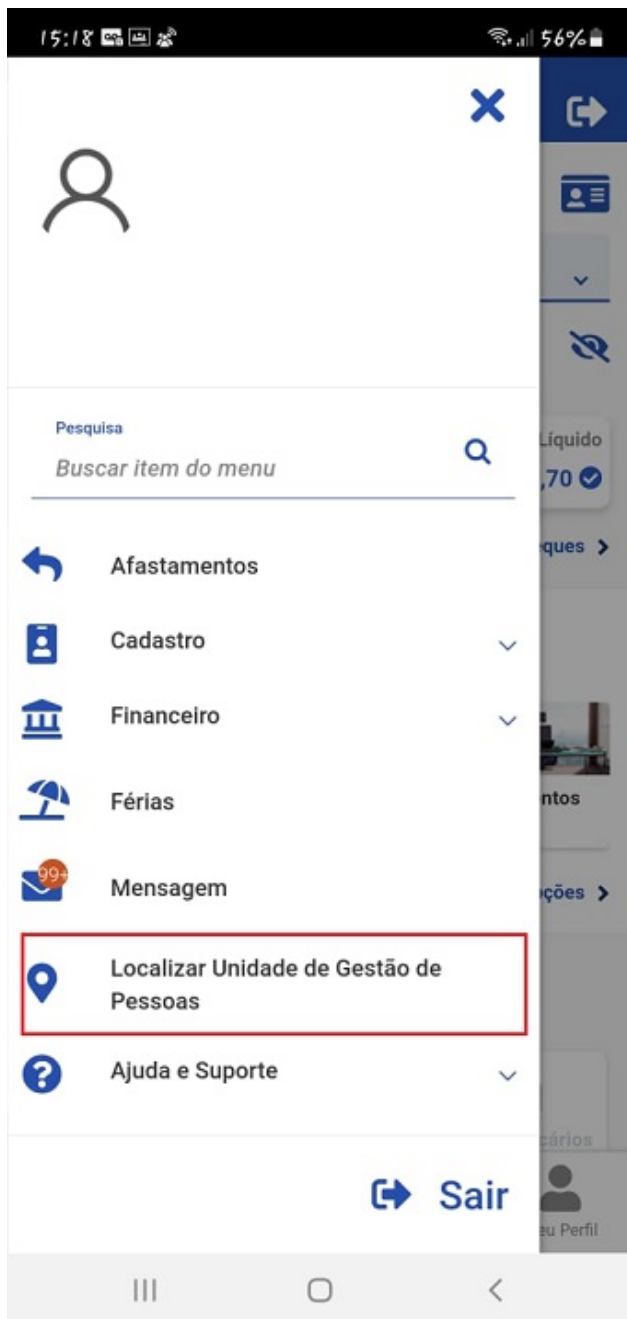 15:18
56%
Pesquisa
Buscar item do menu
Líquido
,70
ques
Afastamentos
Cadastro
Financeiro
Férias
ntos
99+
Mensagem
ções
Localizar Unidade de Gestão de
Pessoas
Ajuda e Suporte
cários
Sair
eu Perfil